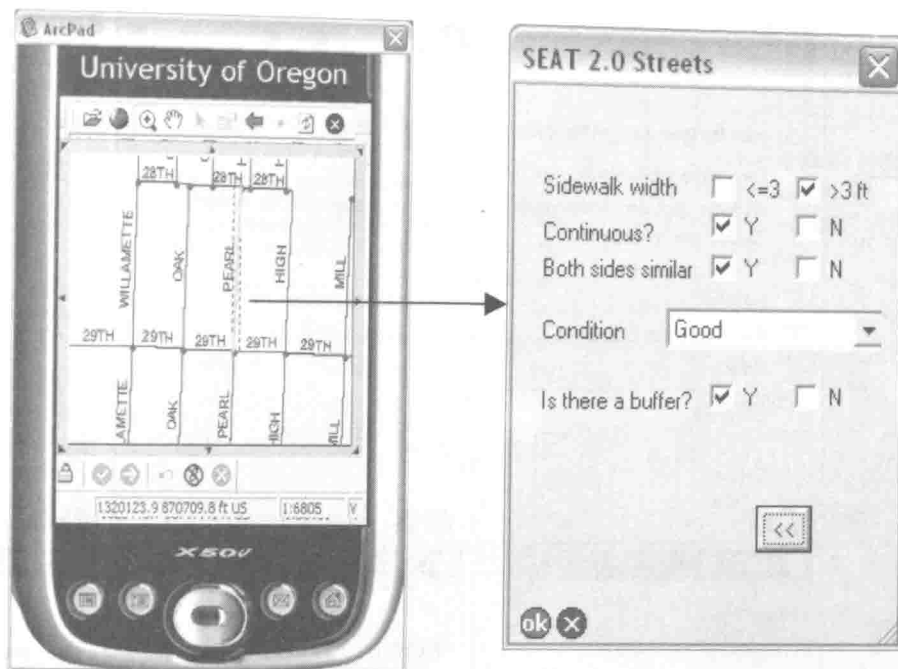 ArcPad
University of Oregon
28TH 28TH 28TH
WILLAMETTE OAK PEARL HIGH MILL
29TH 29TH 29TH 29TH 29TH
LAMETTE OAK PEARL HIGH MILL
1320123.9 870709.8 ft US 1:6805
X50v
SEAT 2.0 Streets
Sidewalk width <=3 >3 ft
Continuous? Y N
Both sides similar Y N
Condition Good
Is there a buffer? Y N
<<
ok